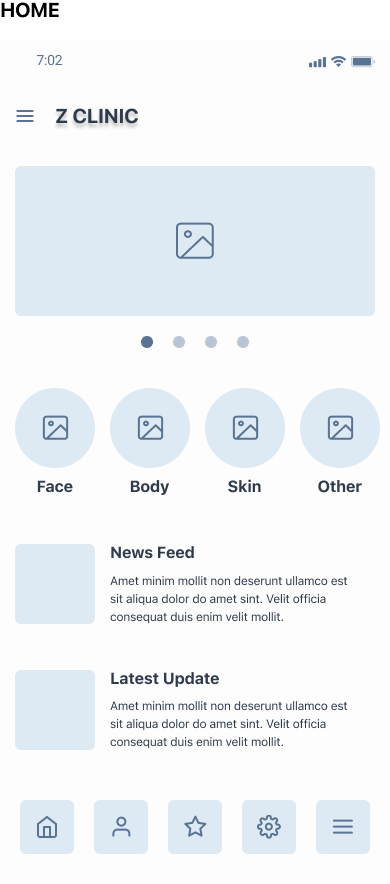 HOME
7:02
Z CLINIC
Face Body Skin Other
News Feed
Amet minim mollit non deserunt ullamco est
sit aliqua dolor do amet sint. Velit officia
consequat duis enim velit mollit.
Latest Update
Amet minim mollit non deserunt ullamco est
sit aliqua dolor do amet sint. Velit officia
consequat duis enim velit mollit.